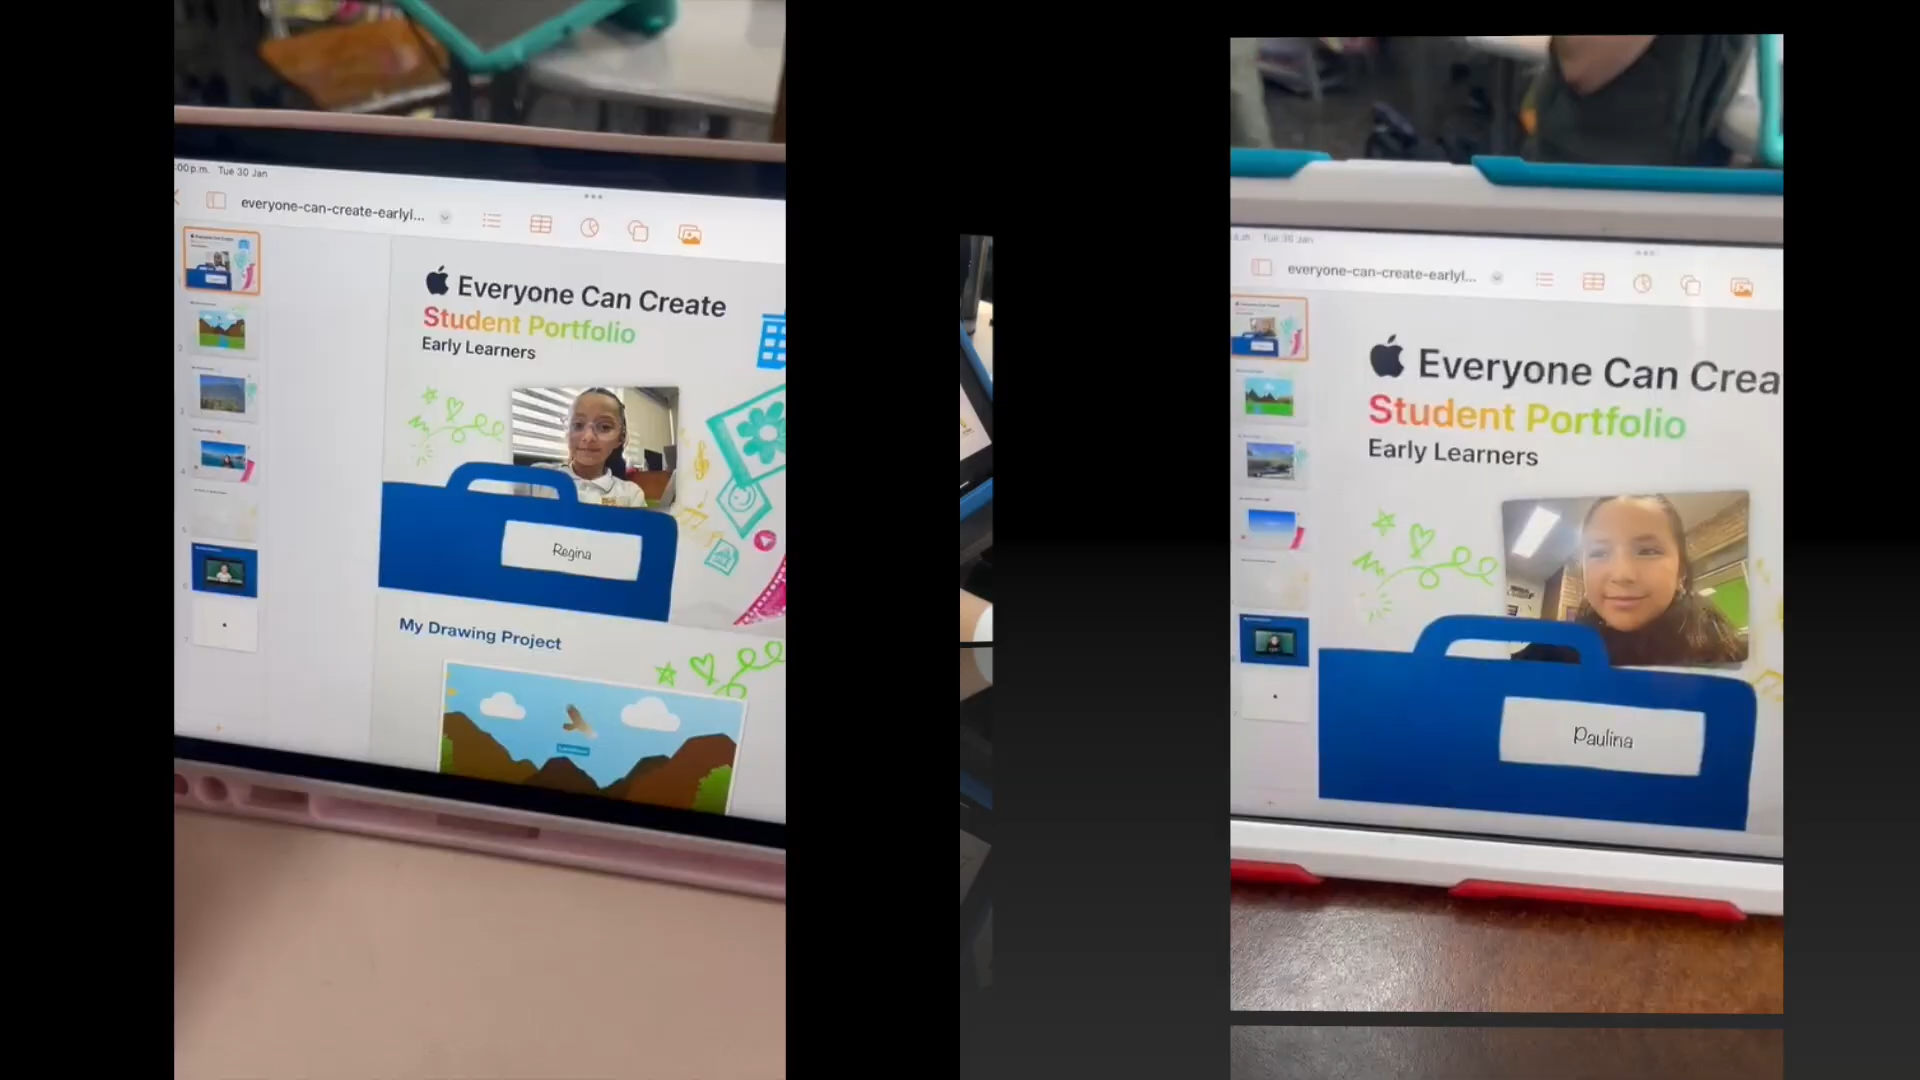 :00 p.m. Tue 30 Jan
everyone-can-create-earlyl...
Everyone Can Create
Student Portfolio
Early Learners
Regina
My Drawing Project
Tue 30 Jan
everyone-can-create-earlyl...
Everyone Can Crea
Student Portfolio
Early Learners
Paulina